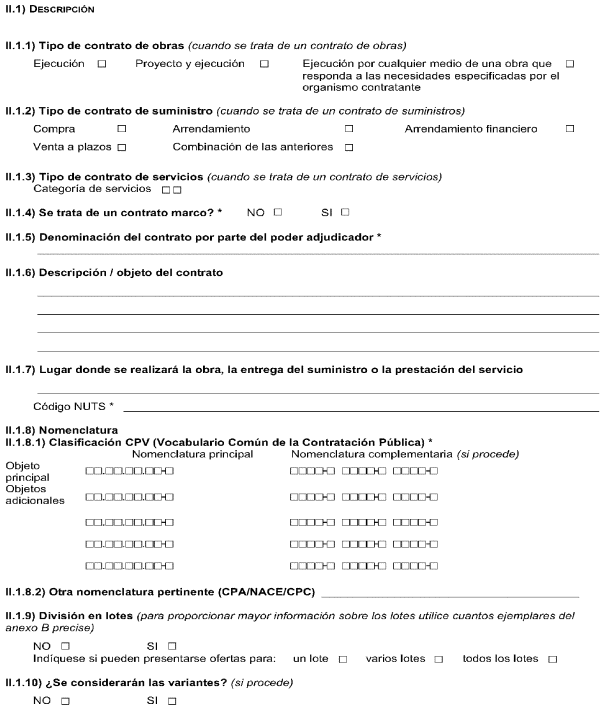 II.1) DESCRIPCIÓN
II.1.1) Tipo de contrato de obras (cuando se trata de un contrato de obras)
Ejecución □ Proyecto y ejecución □ Ejecución por cualquier medio de una obra que □
responda a las necesidades especificadas por el
organismo contratante
II.1.2) Tipo de contrato de suministro (cuando se trata de un contrato de suministros)
Compra □ Arrendamiento □ Arrendamiento financiero □
Venta a plazos □ Combinación de las anteriores □
II.1.3) Tipo de contrato de servicios (cuando se trata de un contrato de servicios)
Categoría de servicios □□
II.1.4) Se trata de un contrato marco? * NO □ SI □
II.1.5) Denominación del contrato por parte del poder adjudicador *
II.1.6) Descripción / objeto del contrato
II.1.7) Lugar donde se realizará la obra, la entrega del suministro o la prestación del servicio
Código NUTS *
II.1.8) Nomenclatura
II.1.8.1) Clasificación CPV (Vocabulario Común de la Contratación Pública) *
Nomenclatura principal Nomenclatura complementaria (si procede)
Objeto
principal □□.□□.□□.□□-□ □□□□-□ □□□□-□ □□□□-□
Objetos
adicionales □□.□□.□□.□□-□ □□□□-□ □□□□-□ □□□□-□
□□.□□.□□.□□-□ □□□□-□ □□□□-□ □□□□-□
□□.□□.□□.□□-□ □□□□-□ □□□□-□ □□□□-□
□□.□□.□□.□□-□ □□□□-□ □□□□-□ □□□□-□
II.1.8.2) Otra nomenclatura pertinente (CPA/NACE/CPC)
II.1.9) División en lotes (para proporcionar mayor información sobre los lotes utilice cuantos ejemplares del
anexo B precise)
NO □ SI □
Indíquese si pueden presentarse ofertas para: un lote □ varios lotes □ todos los lotes □
II.1.10) ¿Se considerarán las variantes? (si procede)
NO □ SI □